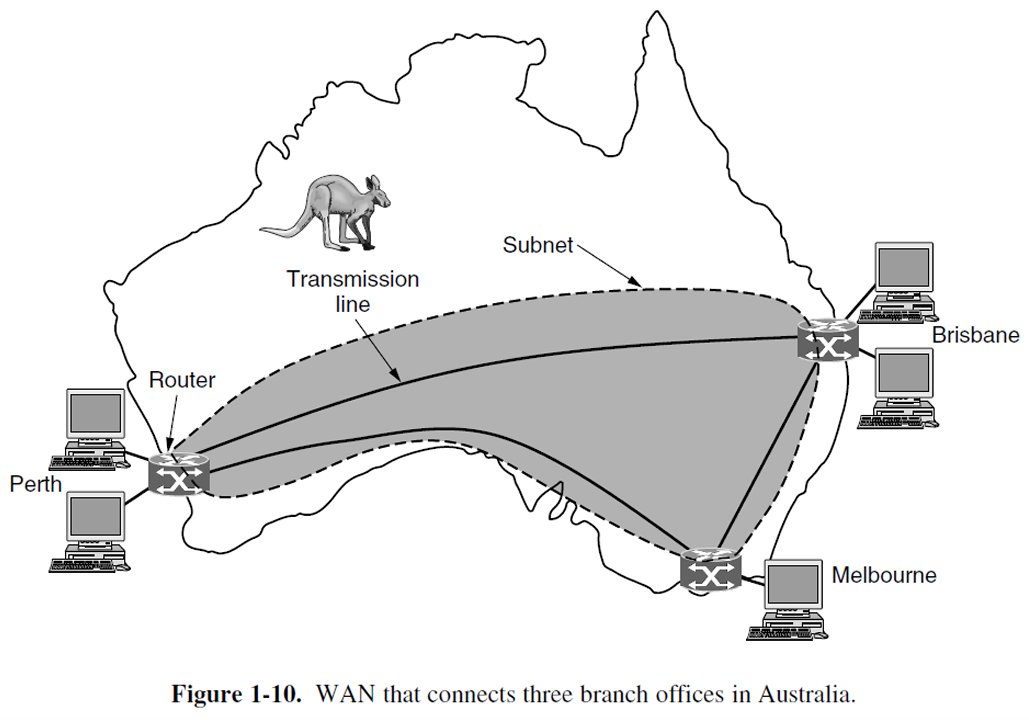 Subnet
Transmission
line
Brisbane
Router
Perth
Melbourne
Figure 1-10. WAN that connects three branch offices in Australia.